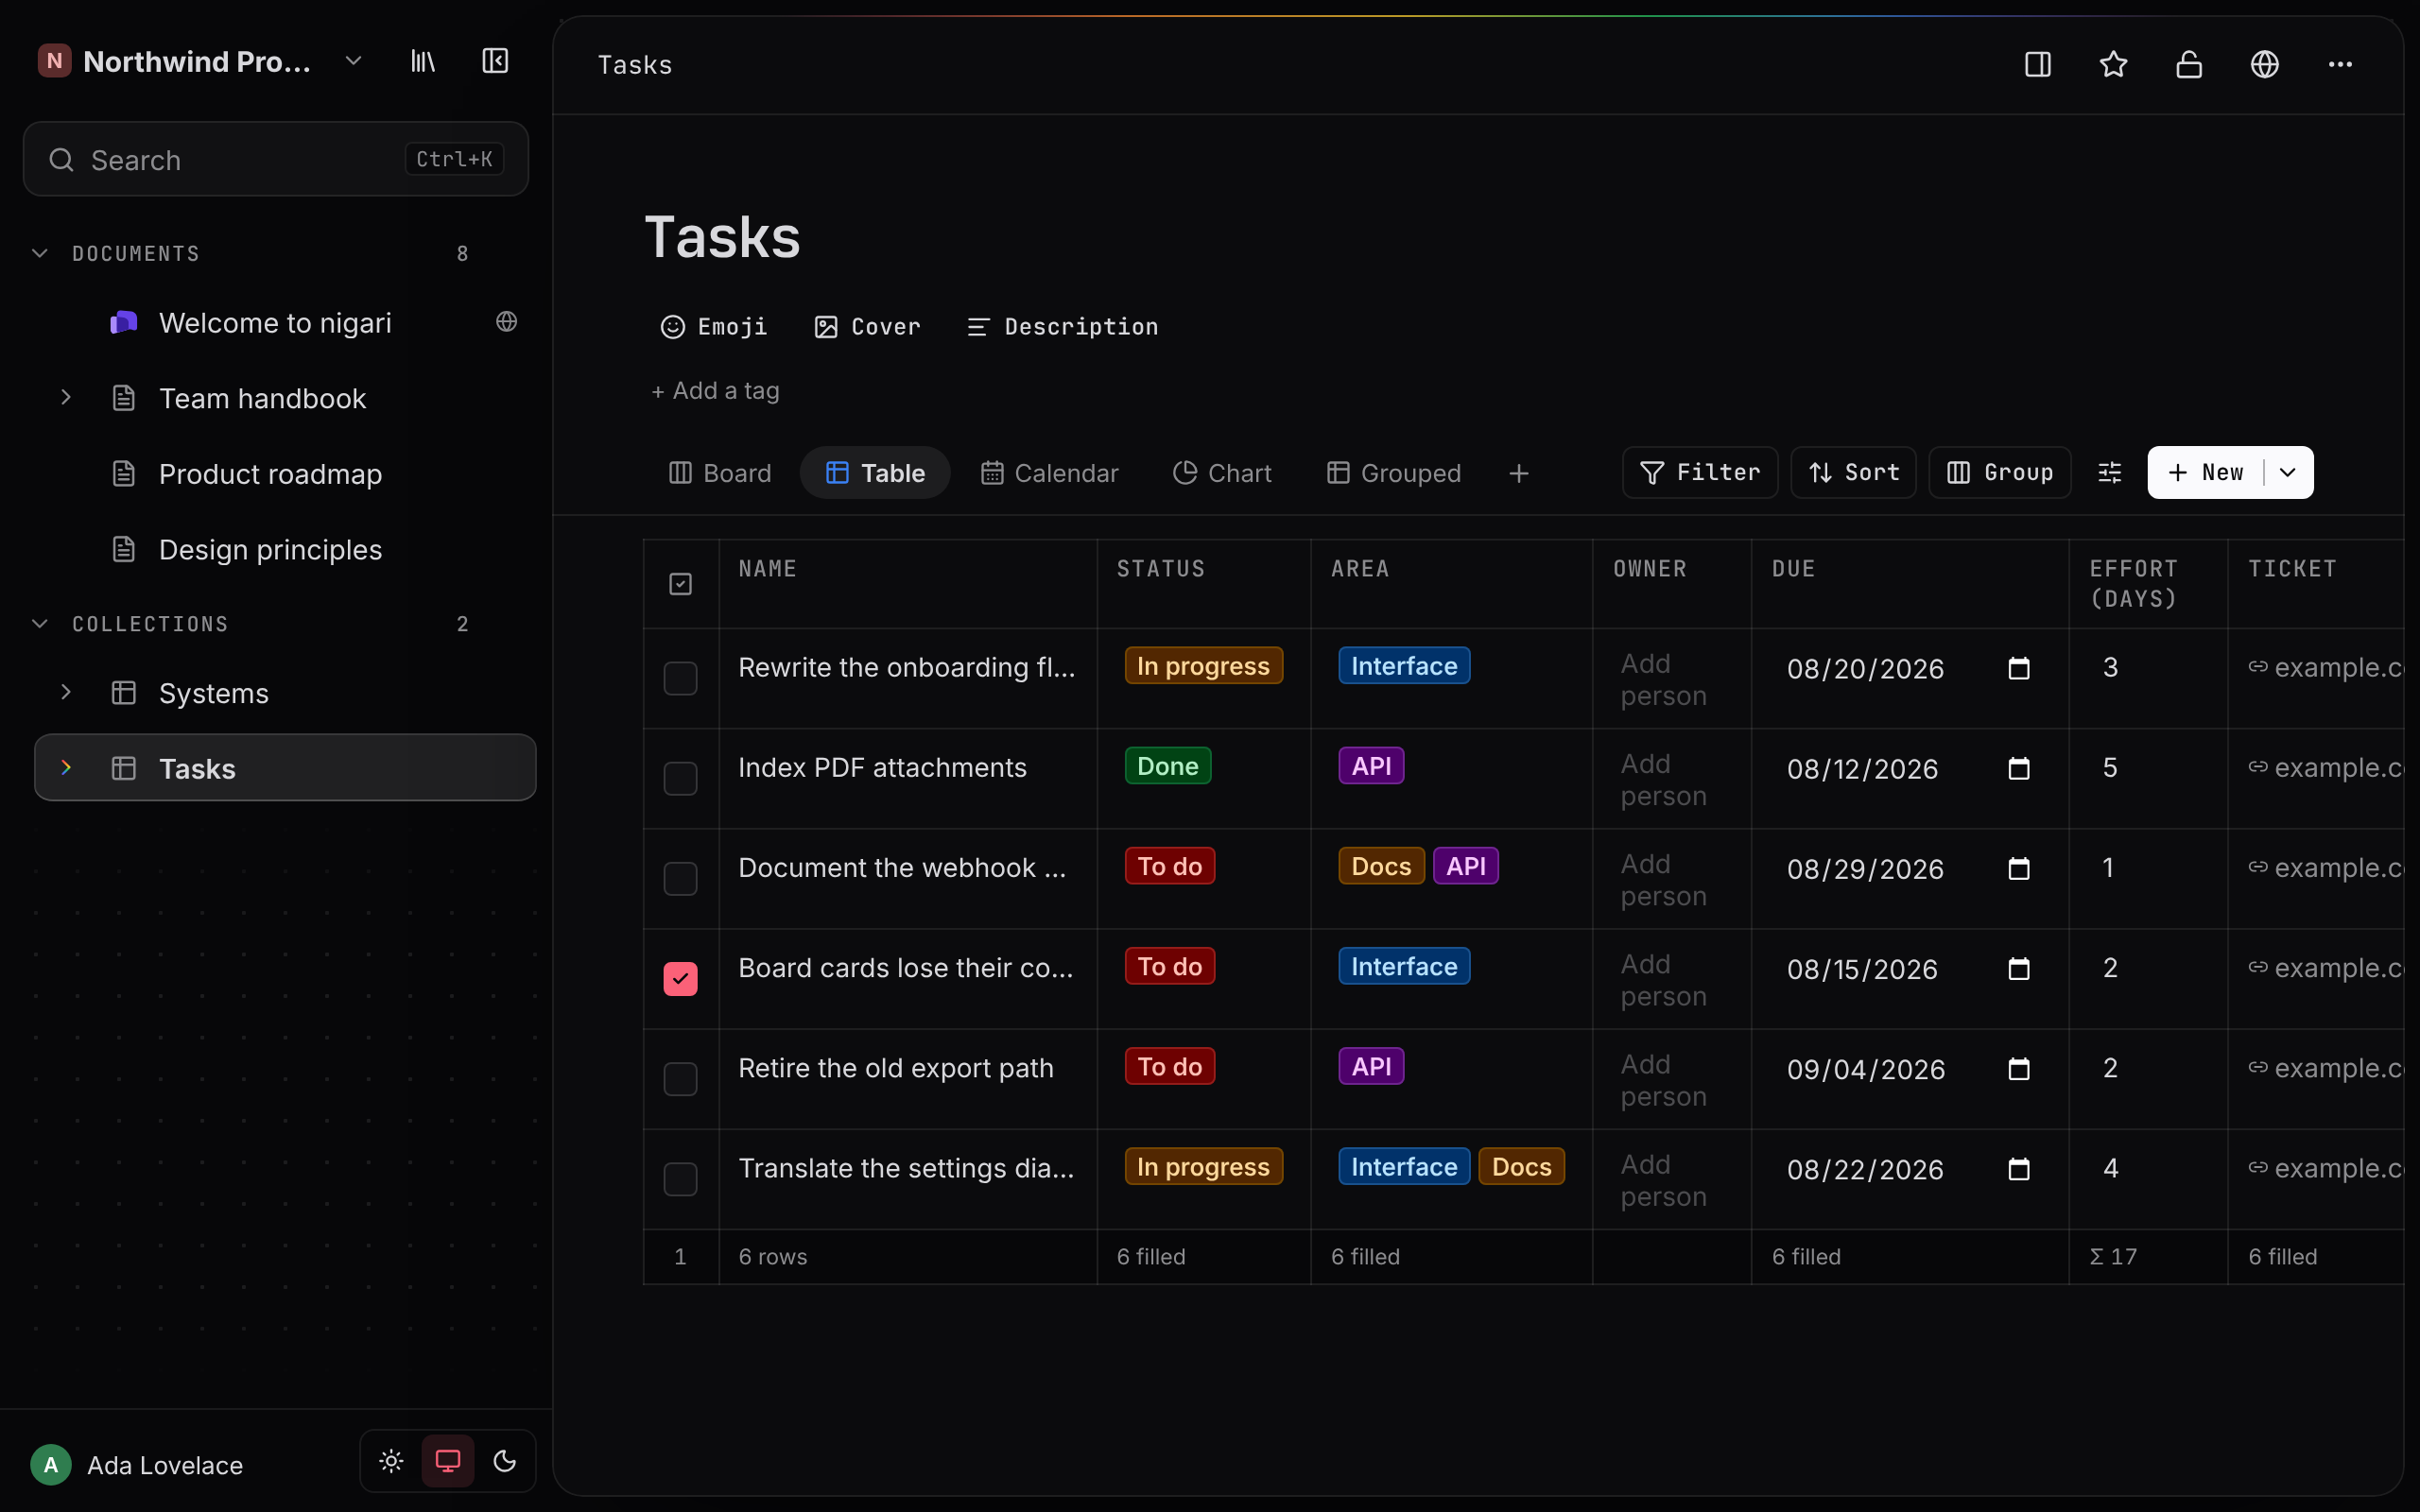 N Northwind Pro...
Search Ctrl+K
DOCUMENTS 8
Welcome to nigari
Team handbook
Product roadmap
Design principles
COLLECTIONS 2
Systems
Tasks
A Ada Lovelace
Tasks
Tasks
Emoji Cover Description
+ Add a tag
Board Table Calendar Chart Grouped + Filter Sort Group + New
NAME STATUS AREA OWNER DUE EFFORT (DAYS) TICKET
Rewrite the onboarding fl... In progress Interface Add person 08/20/2026 3 example.c
Index PDF attachments Done API Add person 08/12/2026 5 example.c
Document the webhook ... To do Docs API Add person 08/29/2026 1 example.c
Board cards lose their co... To do Interface Add person 08/15/2026 2 example.c
Retire the old export path To do API Add person 09/04/2026 2 example.c
Translate the settings dia... In progress Interface Docs Add person 08/22/2026 4 example.c
1 6 rows 6 filled 6 filled 6 filled Σ 17 6 filled